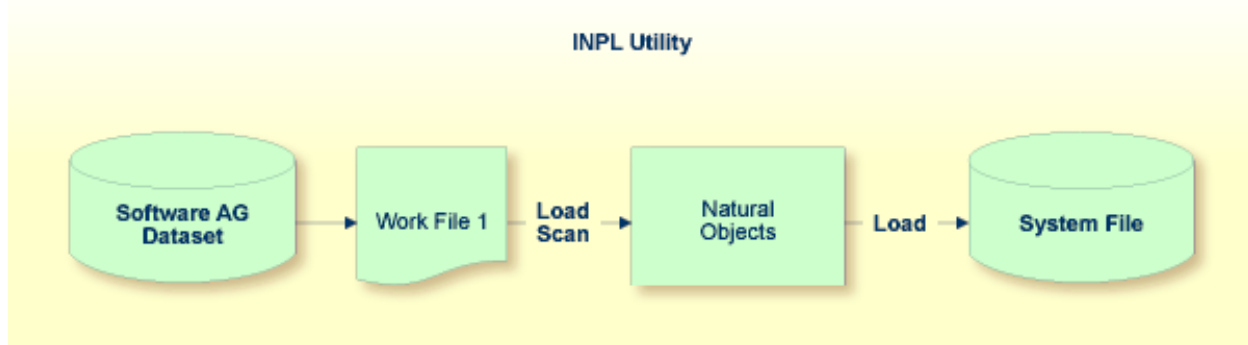 INPL Utility
Software AG
Dataset
Work File 1
Load
Scan
Natural
Objects
Load
System File